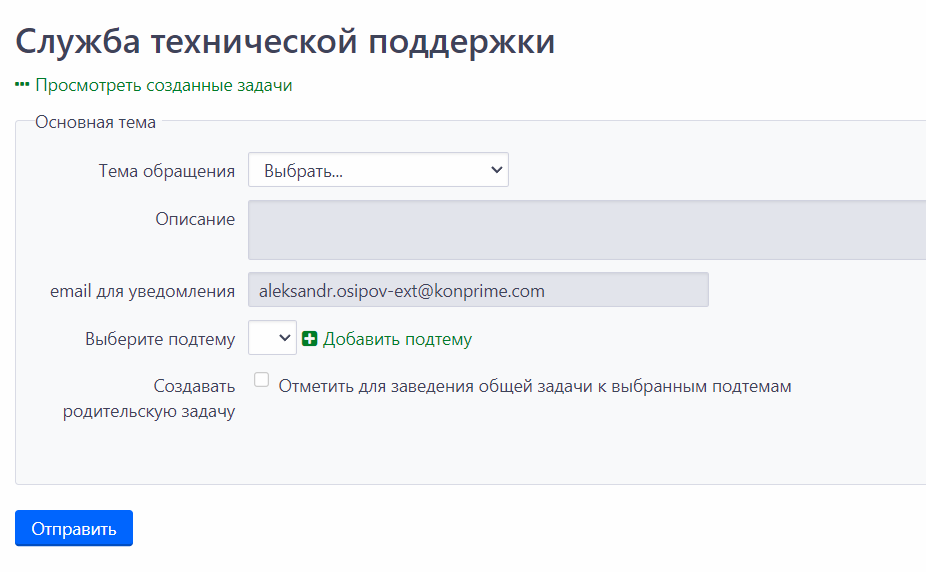 Служба технической поддержки
Просмотреть созданные задачи
Основная тема
Тема обращения Выбрать...
Описание
email для уведомления aleksandr.osipov-ext@konprime.com
Выберите подтему Добавить подтему
Создавать Отметить для заведения общей задачи к выбранным подтемам
родительскую задачу
Отправить